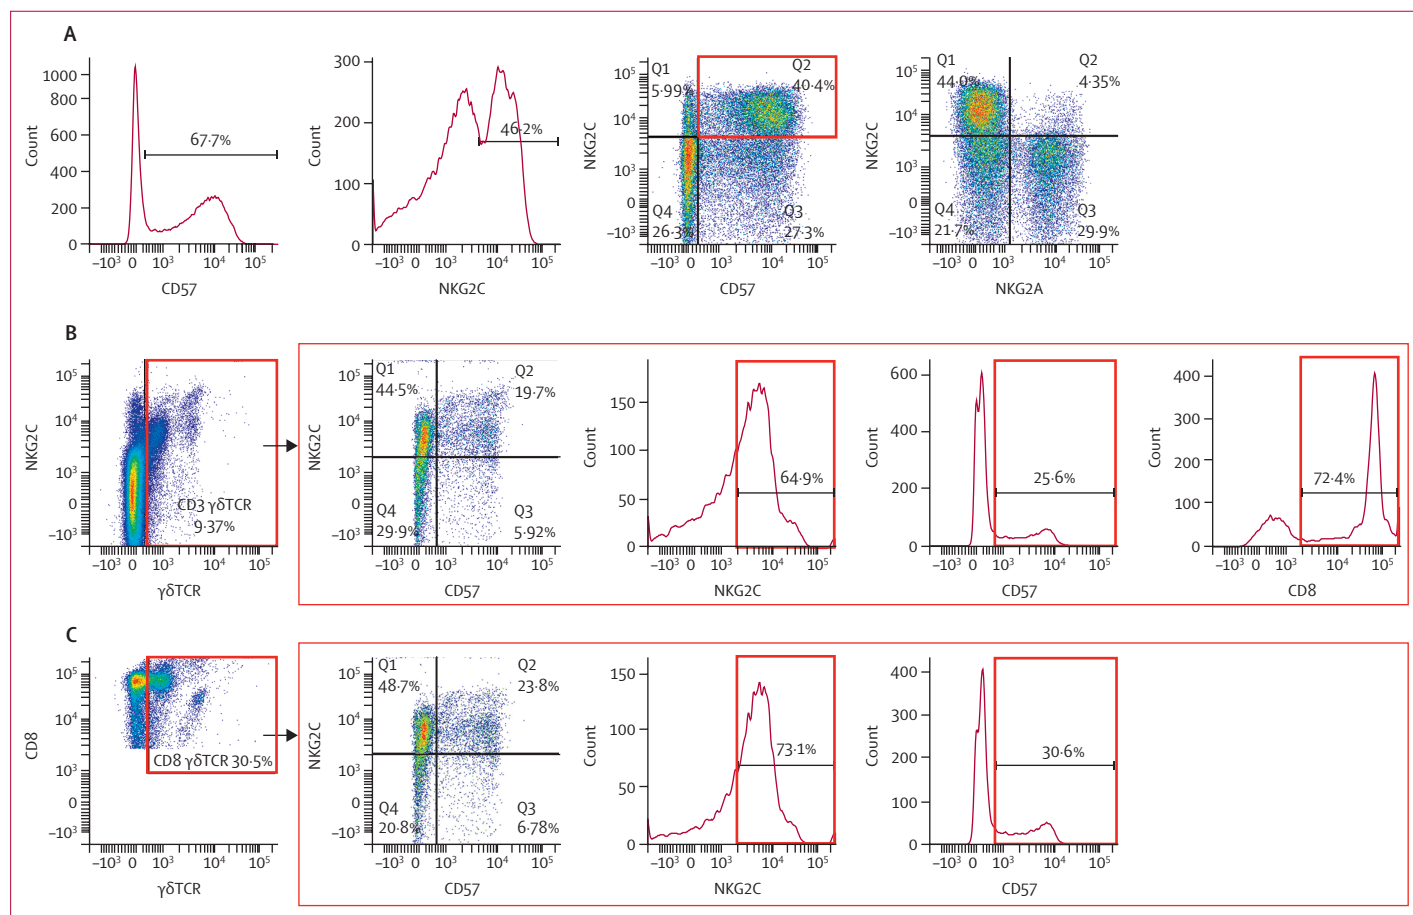 A
1000
800
600
400
200
0
Count
67·7%
–10³ 0 10³ 10⁴ 10⁵
CD57
300
200
100
0
Count
46·2%
–10³ 0 10³ 10⁴ 10⁵
NKG2C
10⁵
10⁴
10³
0
–10³
NKG2C
Q1
5·99%
Q2
40·4%
Q4
26·3%
Q3
27·3%
–10³ 0 10³ 10⁴ 10⁵
CD57
10⁵
10⁴
10³
0
–10³
NKG2C
Q1
44·0%
Q2
4·35%
Q4
21·7%
Q3
29·9%
–10³ 0 10³ 10⁴ 10⁵
NKG2A
B
10⁵
10⁴
10³
0
–10³
NKG2C
CD3 γδTCR
9·37%
–10³ 0 10³ 10⁴ 10⁵
γδTCR
10⁵
10⁴
10³
0
–10³
NKG2C
Q1
44·5%
Q2
19·7%
Q4
29·9%
Q3
5·92%
–10³ 0 10³ 10⁴ 10⁵
CD57
150
100
50
0
Count
64·9%
–10³ 0 10³ 10⁴ 10⁵
NKG2C
600
400
200
0
Count
25·6%
–10³ 0 10³ 10⁴ 10⁵
CD57
400
300
200
100
0
Count
72·4%
–10³ 0 10³ 10⁴ 10⁵
CD8
C
10⁵
10⁴
10³
0
–10³
CD8
CD8 γδTCR 30·5%
–10³ 0 10³ 10⁴ 10⁵
γδTCR
10⁵
10⁴
10³
0
–10³
NKG2C
Q1
48·7%
Q2
23·8%
Q4
20·8%
Q3
6·78%
–10³ 0 10³ 10⁴ 10⁵
CD57
150
100
50
0
Count
73·1%
–10³ 0 10³ 10⁴ 10⁵
NKG2C
400
300
200
100
0
Count
30·6%
–10³ 0 10³ 10⁴ 10⁵
CD57